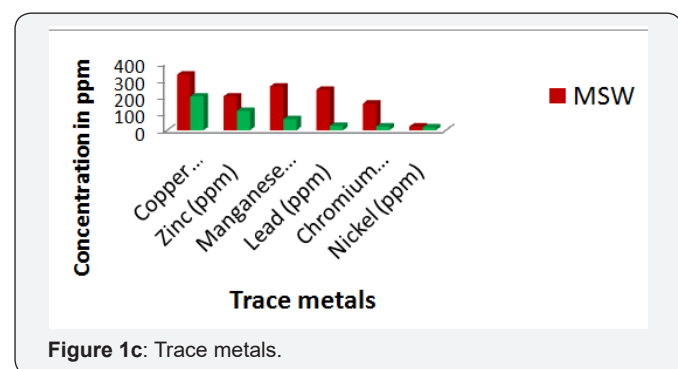 400
300
200
100
0
Concentration in ppm
Copper...
Zinc (ppm)
Manganese...
Lead (ppm)
Chromium...
Nickel (ppm)
Trace metals
MSW
Figure 1c: Trace metals.